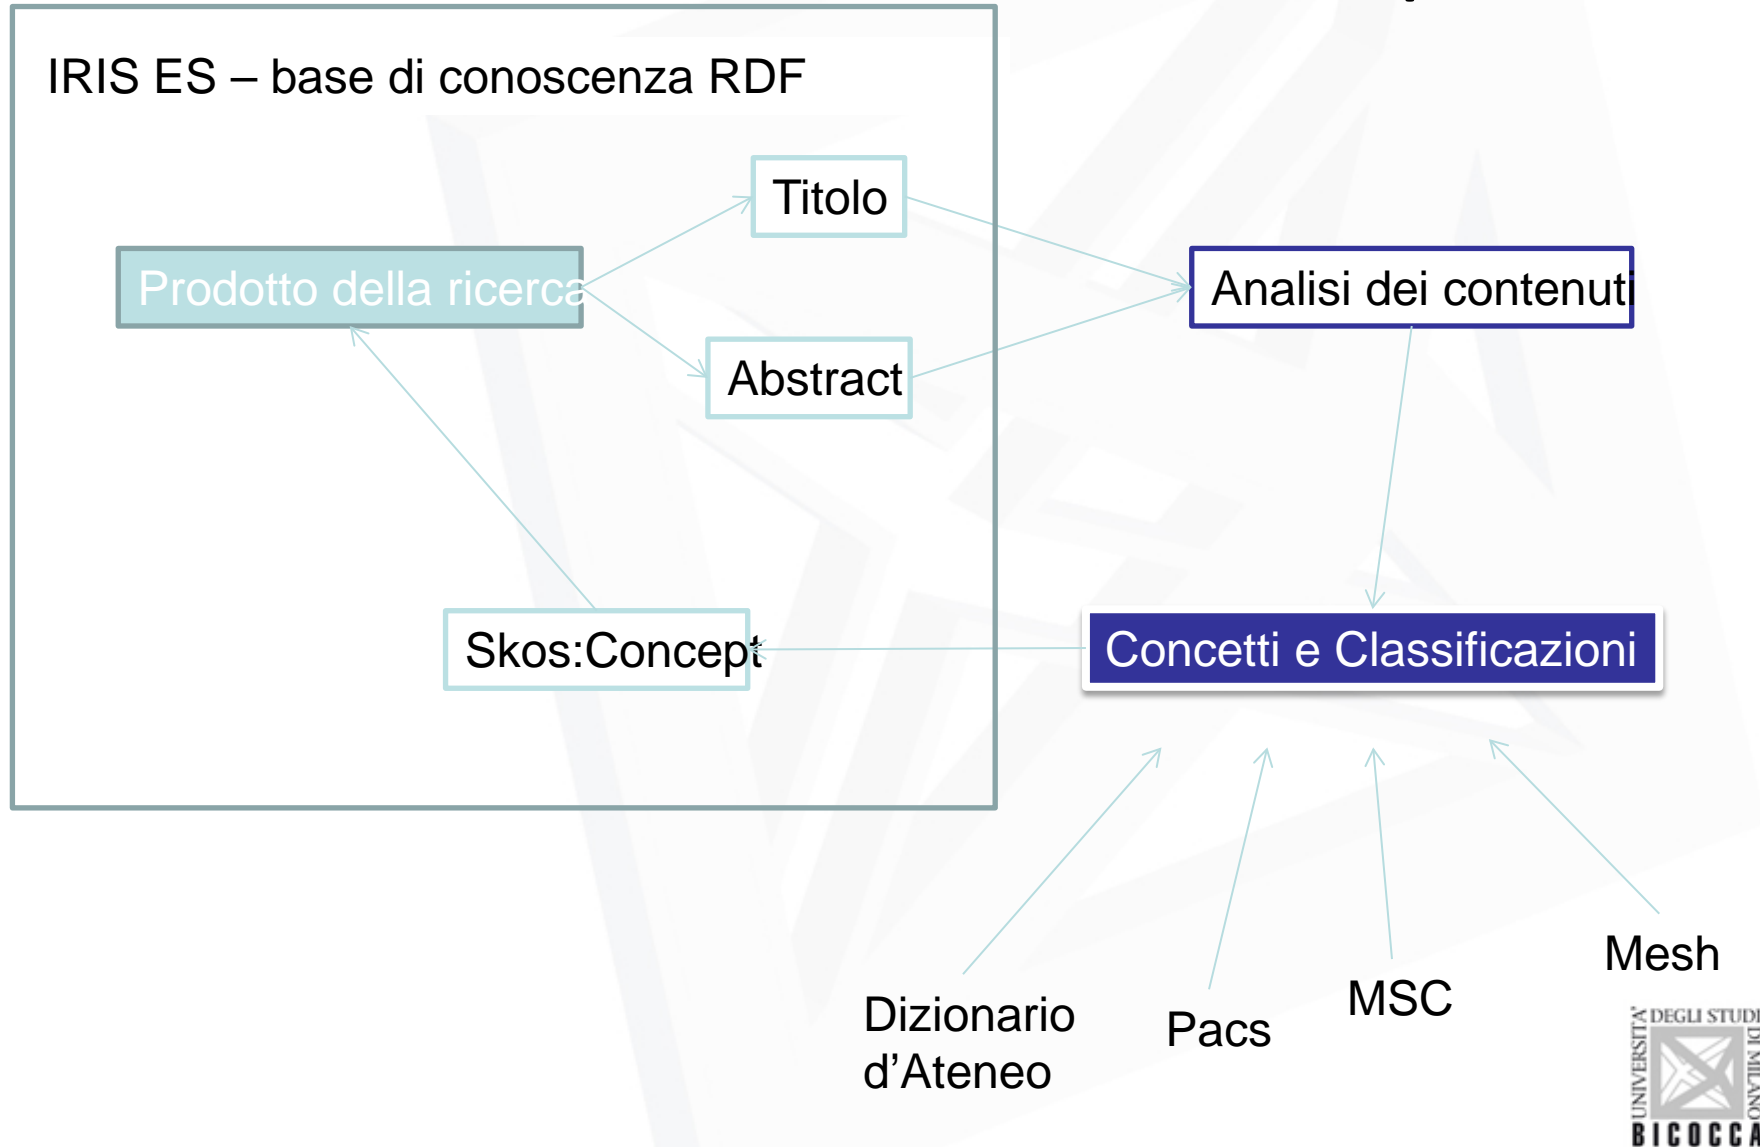 IRIS ES – base di conoscenza RDF
Titolo
Prodotto della ricerca
Analisi dei contenuti
Abstract
Skos:Concept
Concetti e Classificazioni
Mesh
MSC
Dizionario
d’Ateneo
Pacs
UNIVERSITA’
DEGLI STUDI
DI MILANO
BICOCCA